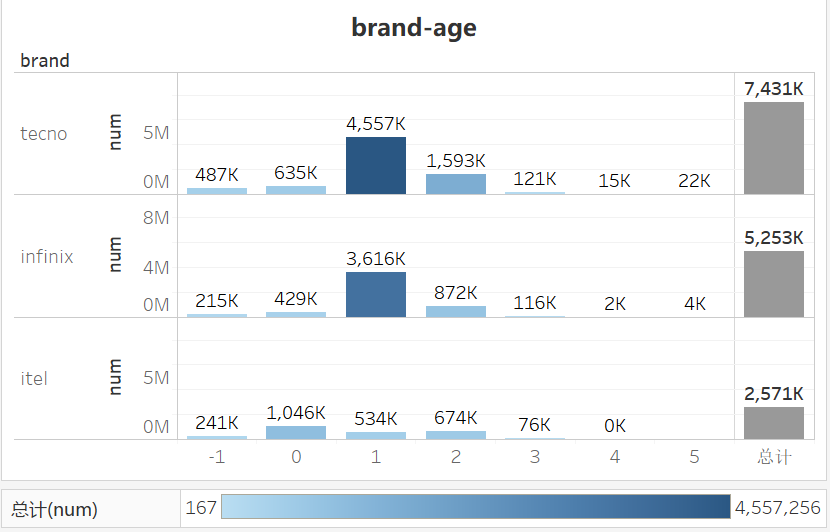 brand-age
brand
tecno num 5M 0M 487K 635K 4,557K 1,593K 121K 15K 22K 7,431K
infinix num 8M 4M 0M 215K 429K 3,616K 872K 116K 2K 4K 5,253K
itel num 5M 0M 241K 1,046K 534K 674K 76K 0K 2,571K
-1 0 1 2 3 4 5 总计
总计(num) 167 4,557,256